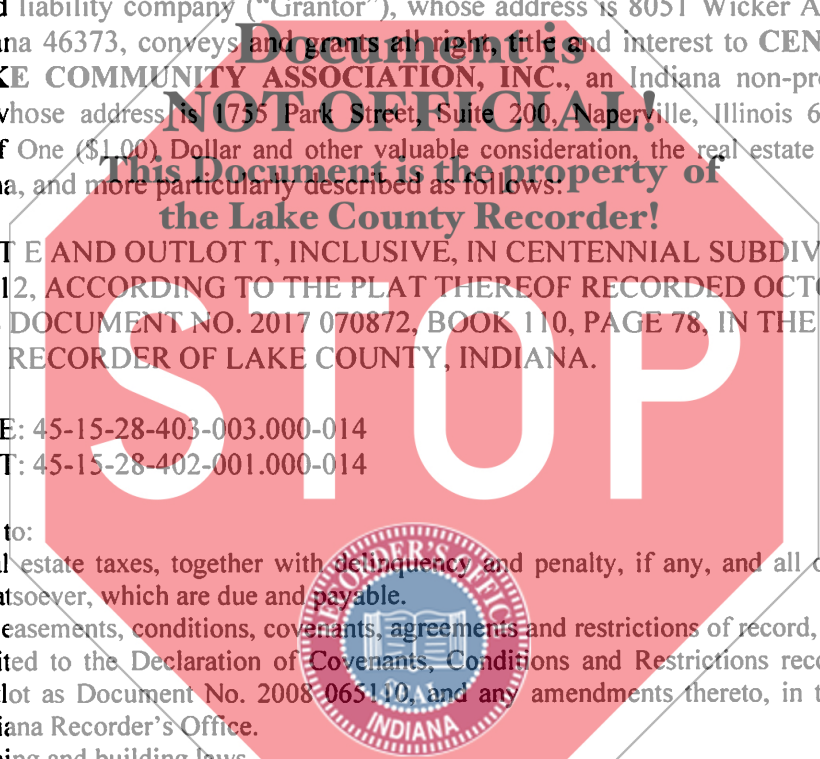 d liability company ("Grantor"), whose address is 8051 Wicker A
na 46373, conveys and grants all right, title and interest to CEN
KE COMMUNITY ASSOCIATION, INC., an Indiana non-pr
whose address is 1755 Park Street, Suite 200, Naperville, Illinois 6
f One ($1.00) Dollar and other valuable consideration, the real estate
na, and more particularly described as follows:
Document is
NOT OFFICIAL!
This Document is the property of
the Lake County Recorder!
T E AND OUTLOT T, INCLUSIVE, IN CENTENNIAL SUBDIV
12, ACCORDING TO THE PLAT THEREOF RECORDED OCTO
DOCUMENT NO. 2017 070872, BOOK 110, PAGE 78, IN THE
RECORDER OF LAKE COUNTY, INDIANA.
STOP
E: 45-15-28-403-003.000-014
T: 45-15-28-402-001.000-014
to:
l estate taxes, together with delinquency and penalty, if any, and all o
atsoever, which are due and payable.
easements, conditions, covenants, agreements and restrictions of record,
ited to the Declaration of Covenants, Conditions and Restrictions reco
lot as Document No. 2008 065110, and any amendments thereto, in t
iana Recorder's Office.
ning and building laws
RECORDER'S OFFICE
INDIANA